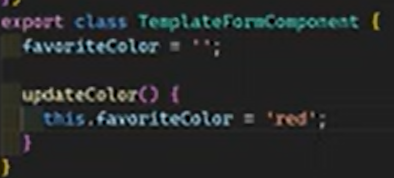 export class TemplateFormComponent {
favoriteColor = '';
updateColor() {
this.favoriteColor = 'red';
}
}